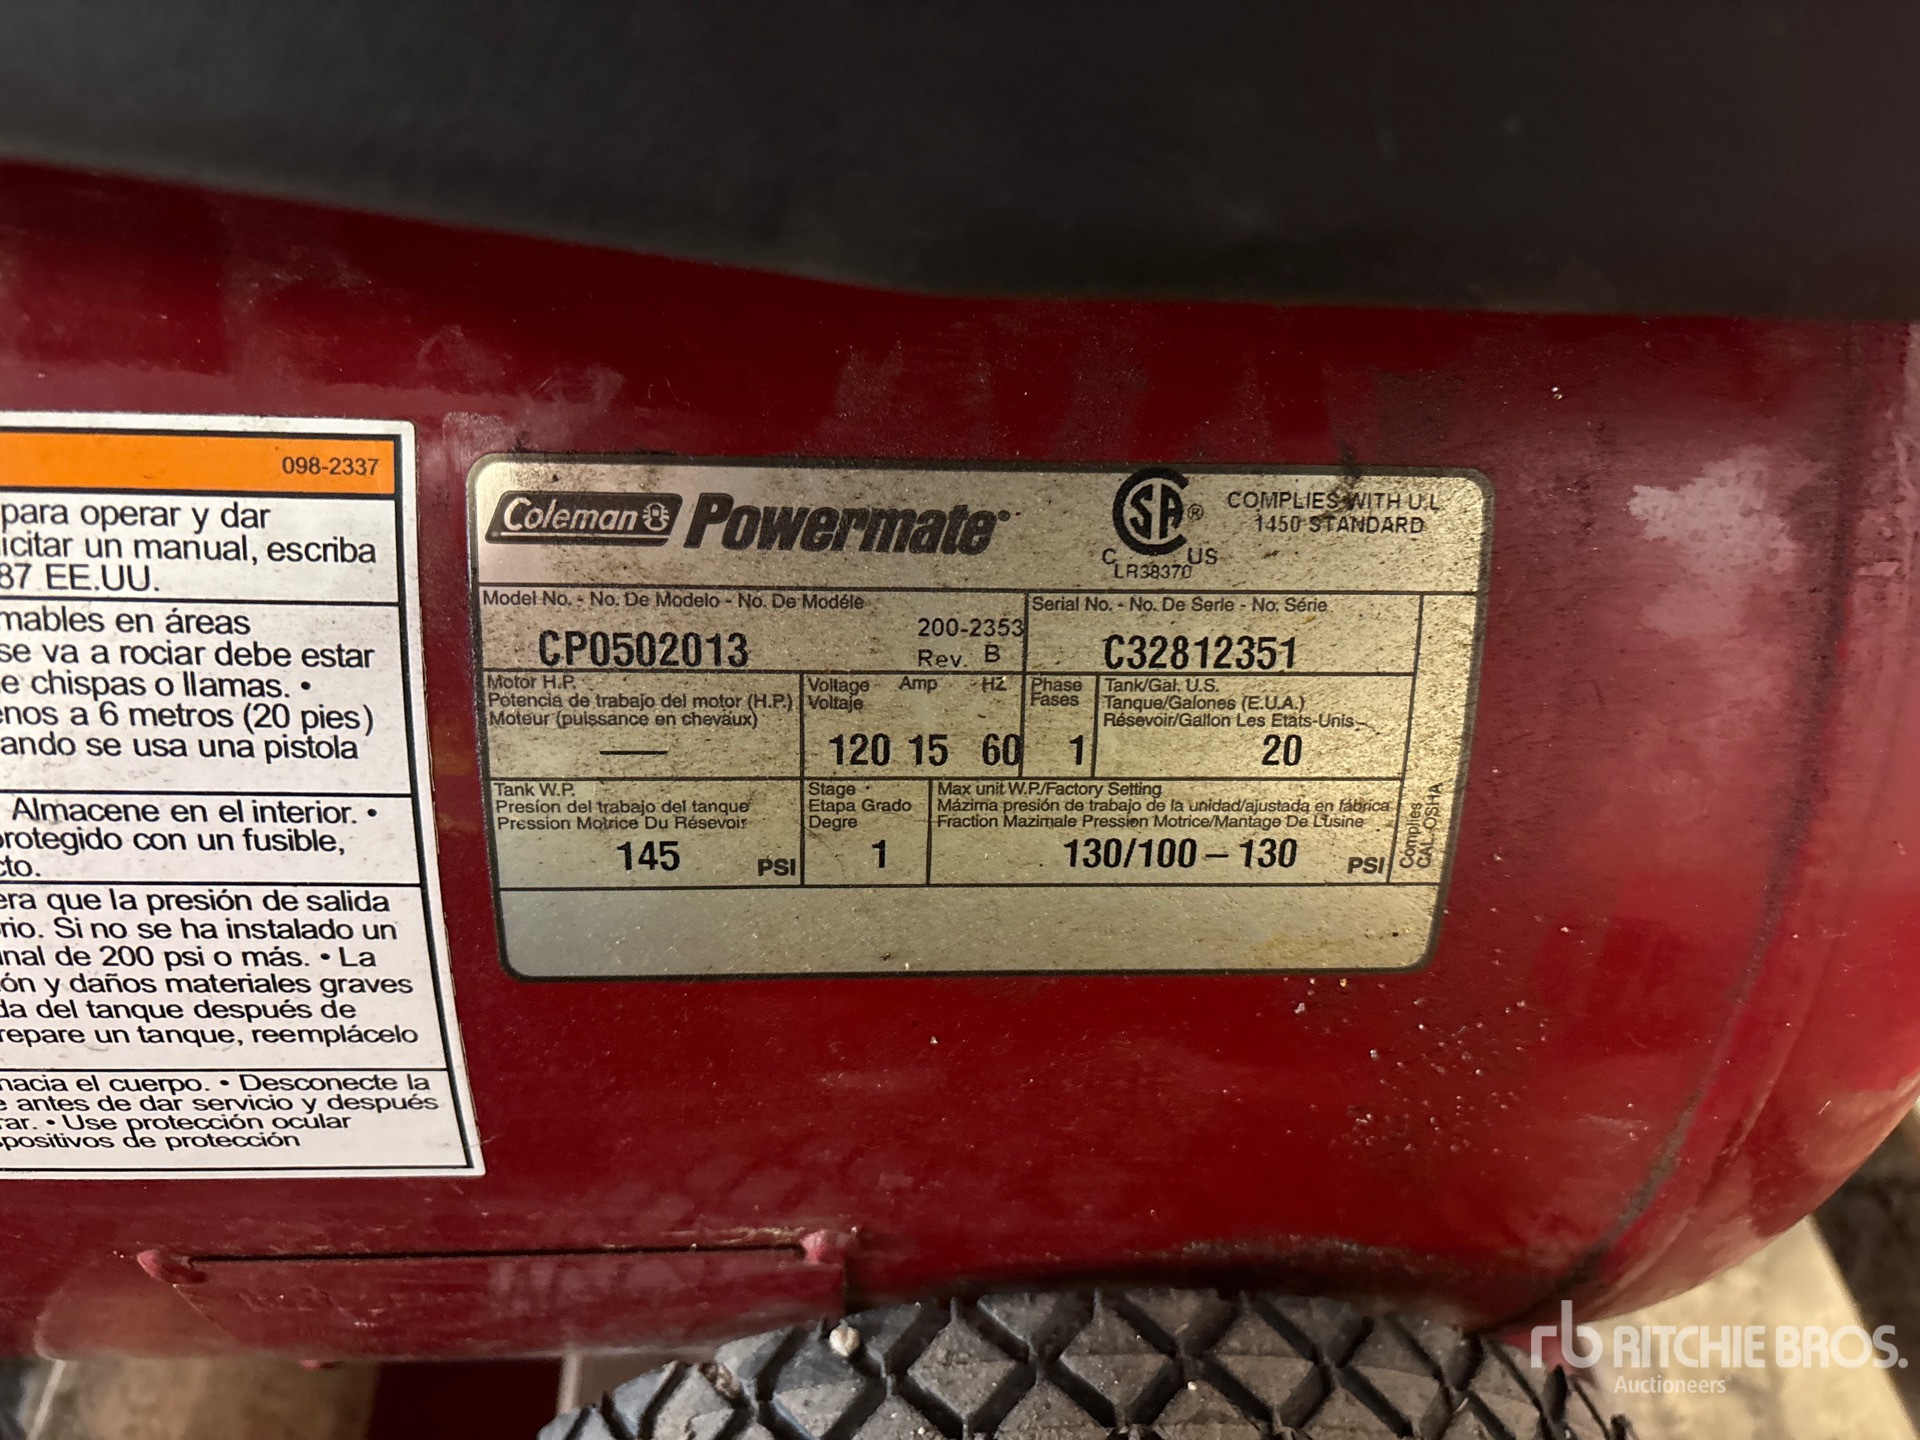 098-2337
para operar y dar
icitar un manual, escriba
87 EE.UU.
mables en áreas
se va a rociar debe estar
e chispas o llamas. •
enos a 6 metros (20 pies)
ando se usa una pistola
Almacene en el interior. •
protegido con un fusible,
cto.
era que la presión de salida
rio. Si no se ha instalado un
nal de 200 psi o más. • La
ón y daños materiales graves
da del tanque después de
repare un tanque, reemplácelo
hacia el cuerpo. • Desconecte la
e antes de dar servicio y después
rar. • Use protección ocular
spositivos de protección
Coleman Powermate
SA ®
C US
LR38370
COMPLIES WITH U.L
1450 STANDARD
Model No. - No. De Modelo - No. De Modéle
CP0502013
200-2353
Rev. B
Serial No. - No. De Serie - No. Série
C32812351
Motor H.P.
Potencia de trabajo del motor (H.P.)
Moteur (puissance en chevaux)
—
Voltage Amp HZ
Voltaje
120 15 60
Phase
Fases
1
Tank/Gal. U.S.
Tanque/Galones (E.U.A.)
Résevoir/Gallon Les Etats-Unis
20
Tank W.P.
Presion del trabajo del tanque
Pression Motrice Du Résevoir
145 PSI
Stage
Etapa Grado
Degre
1
Max unit W.P./Factory Setting
Mázima presión de trabajo de la unidad/ajustada en fábrica
Fraction Mazimale Pression Motrice/Mantage De L'usine
130/100 – 130 PSI
Complies
CAL-OSHA
rb RITCHIE BROS.
Auctioneers